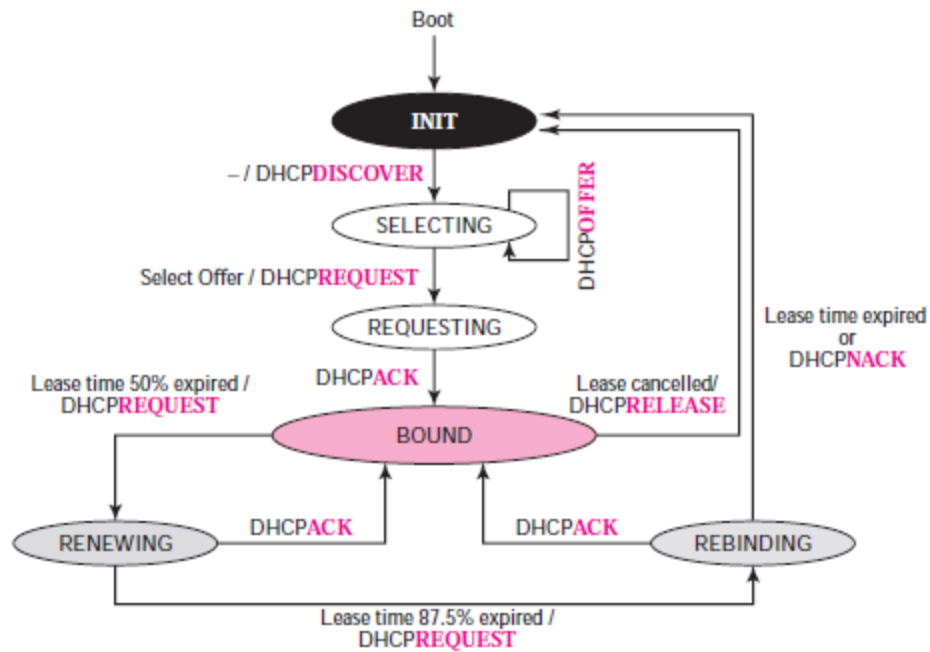 Boot
INIT
– / DHCPDISCOVER
SELECTING
DHCPOFFER
Select Offer / DHCPREQUEST
REQUESTING
Lease time expired
or
DHCPNACK
DHCPACK
Lease time 50% expired /
DHCPREQUEST
Lease cancelled/
DHCPRELEASE
BOUND
DHCPACK
DHCPACK
RENEWING
REBINDING
Lease time 87.5% expired /
DHCPREQUEST